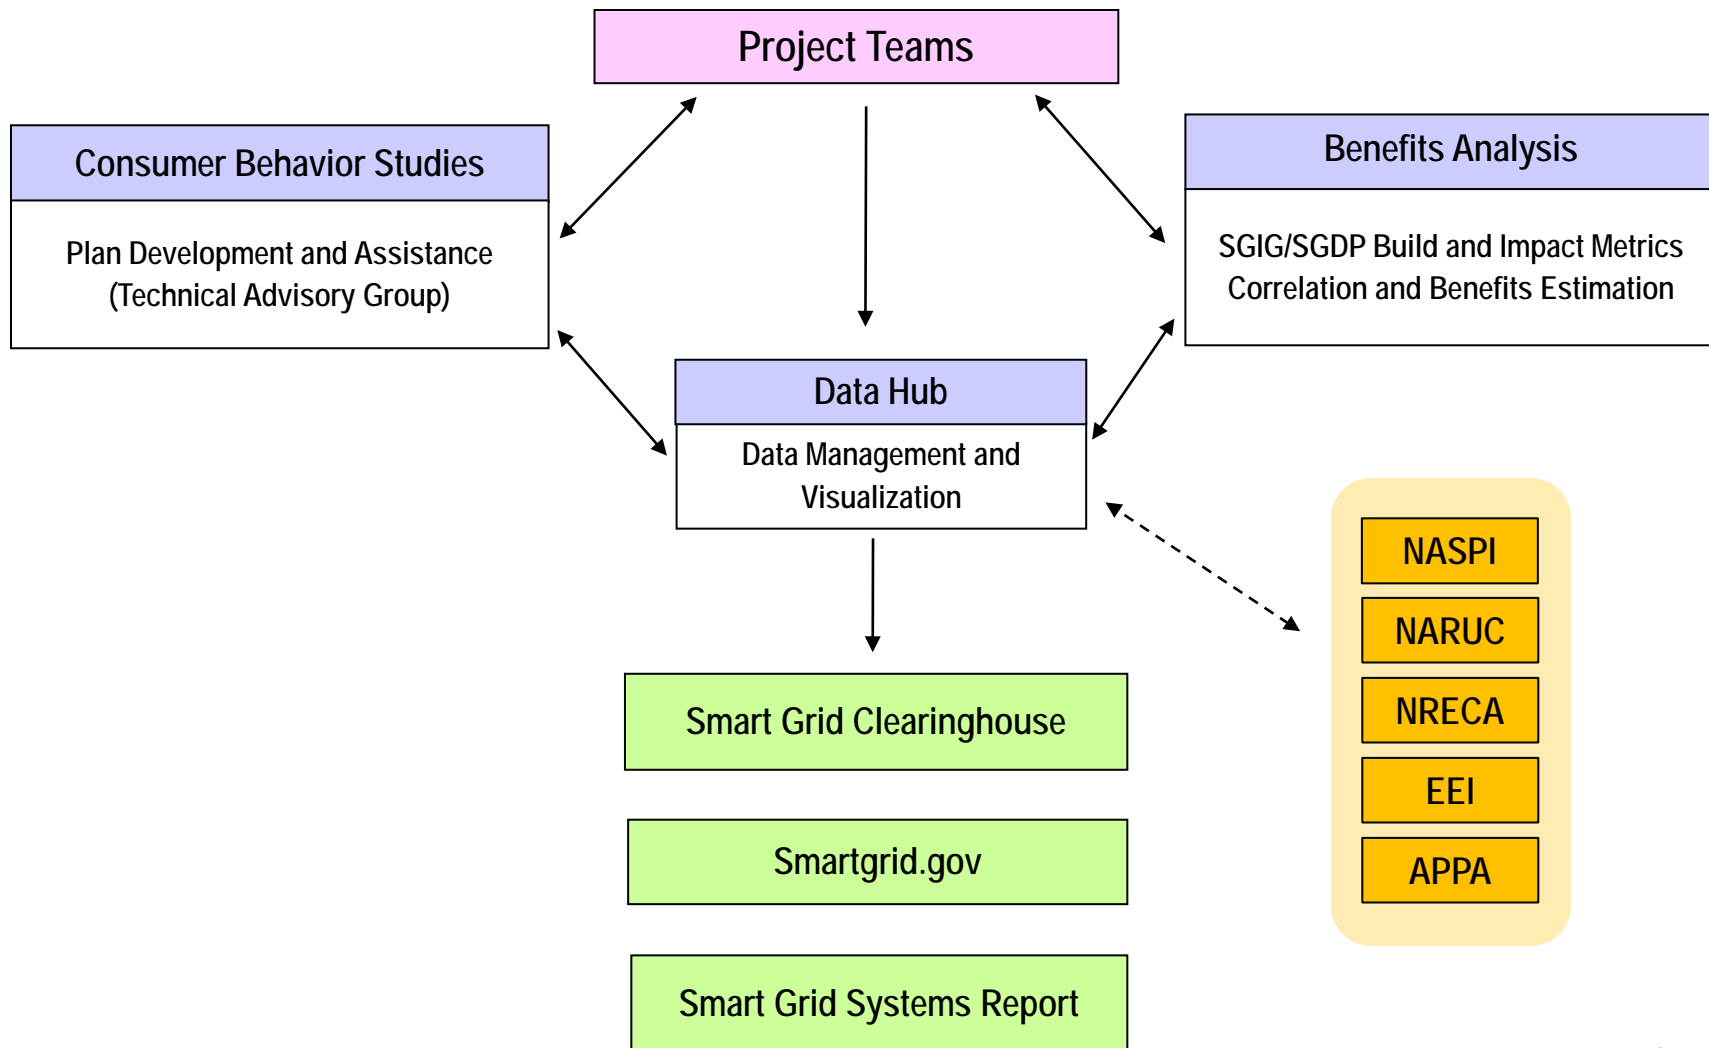 Project Teams
Consumer Behavior Studies
Plan Development and Assistance
(Technical Advisory Group)
Benefits Analysis
SGIG/SGDP Build and Impact Metrics
Correlation and Benefits Estimation
Data Hub
Data Management and
Visualization
NASPI
NARUC
NRECA
EEI
APPA
Smart Grid Clearinghouse
Smartgrid.gov
Smart Grid Systems Report